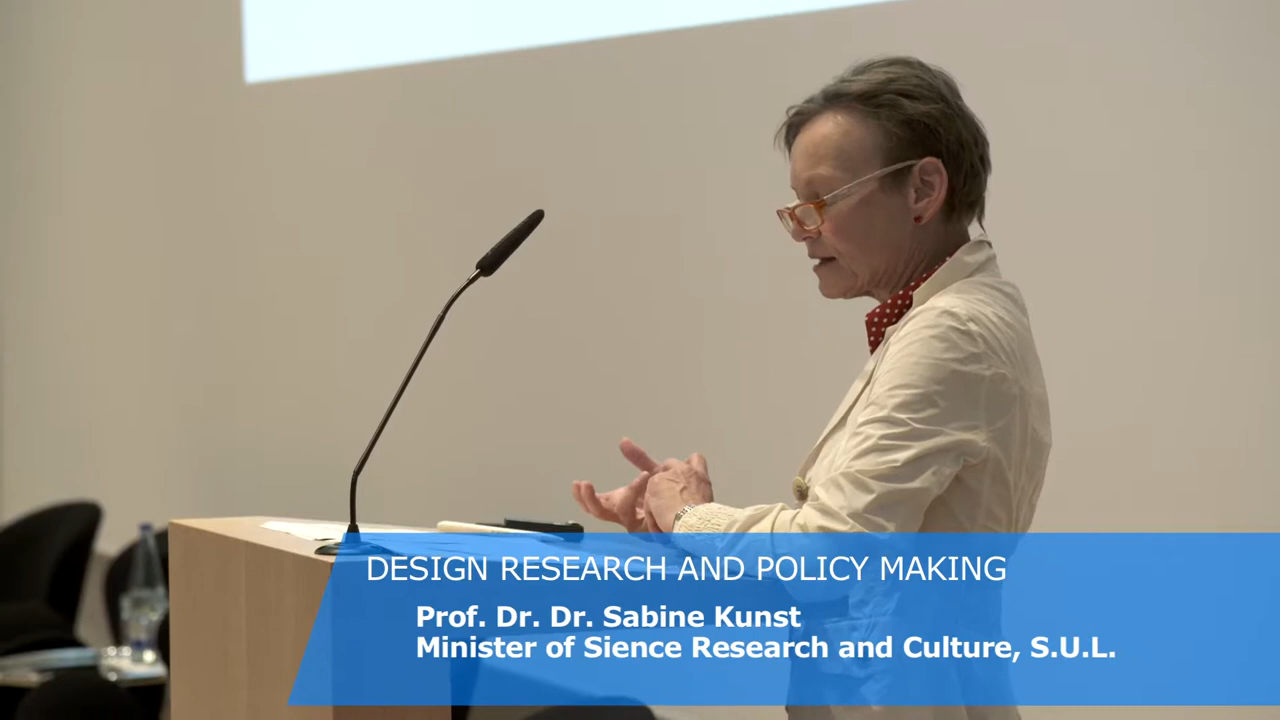 DESIGN RESEARCH AND POLICY MAKING
Prof. Dr. Dr. Sabine Kunst
Minister of Sience Research and Culture, S.U.L.